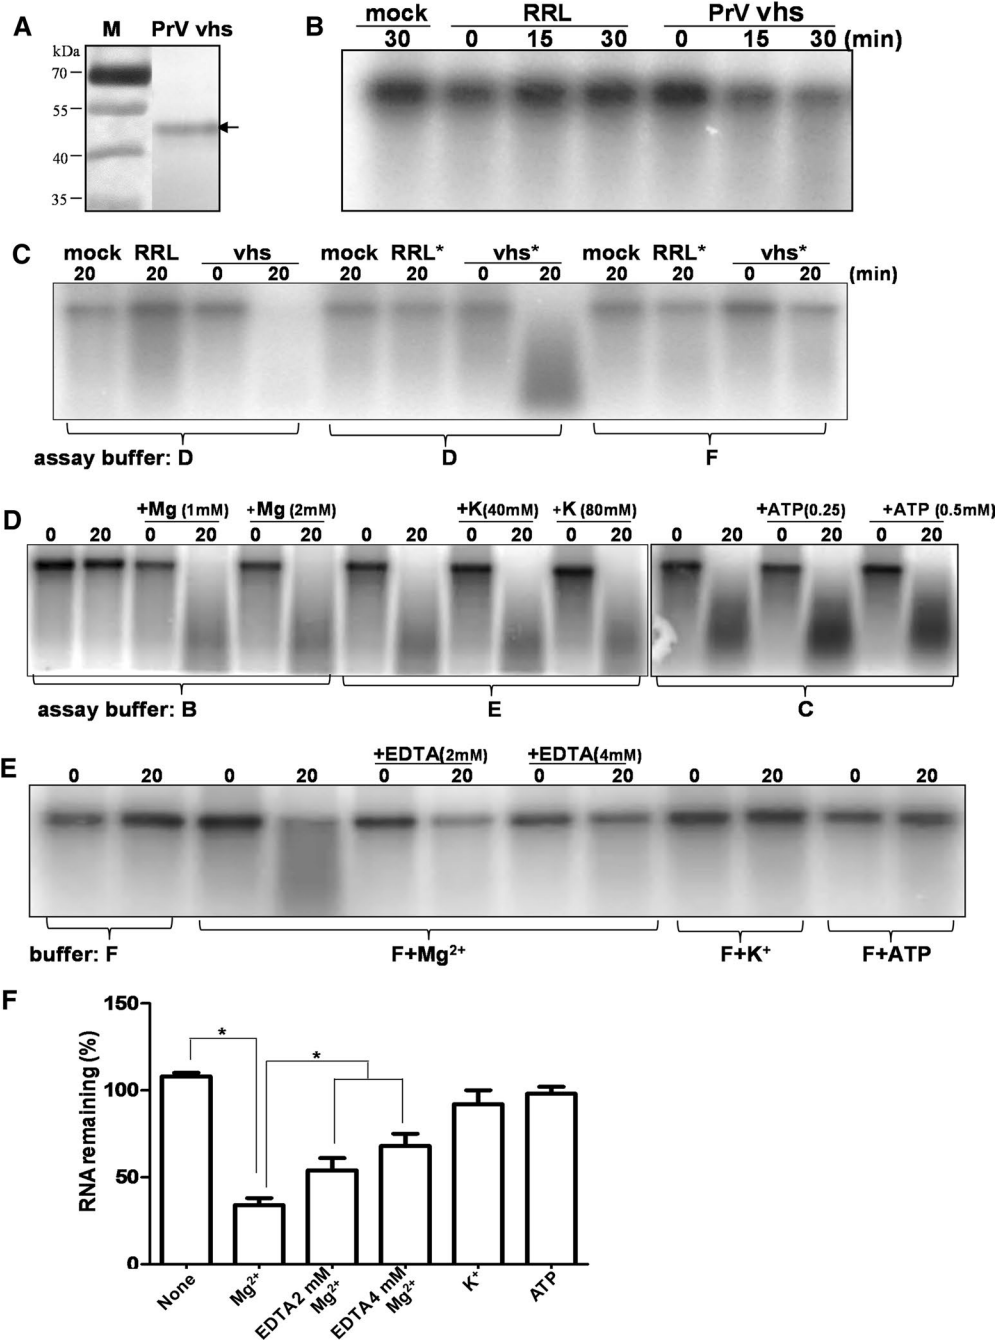 A
M PrV vhs
kDa
70
55
40
35
B
mock RRL PrV vhs
30 0 15 30 0 15 30 (min)
C
mock RRL vhs mock RRL* vhs* mock RRL* vhs*
20 20 0 20 20 20 0 20 20 20 0 20 (min)
assay buffer: D D F
D
+Mg (1mM) +Mg (2mM) +K(40mM) +K(80mM) +ATP(0.25) +ATP (0.5mM)
0 20 0 20 0 20 0 20 0 20 0 20 0 20 0 20 0 20
assay buffer: B E C
E
+EDTA(2mM) +EDTA(4mM)
0 20 0 20 0 20 0 20 0 20 0 20
buffer: F F+Mg²⁺ F+K⁺ F+ATP
F
RNA remaining (%)
150
100
50
0
* *
None
Mg²⁺
EDTA2 mM
Mg²⁺
EDTA4 mM
Mg²⁺
K⁺
ATP